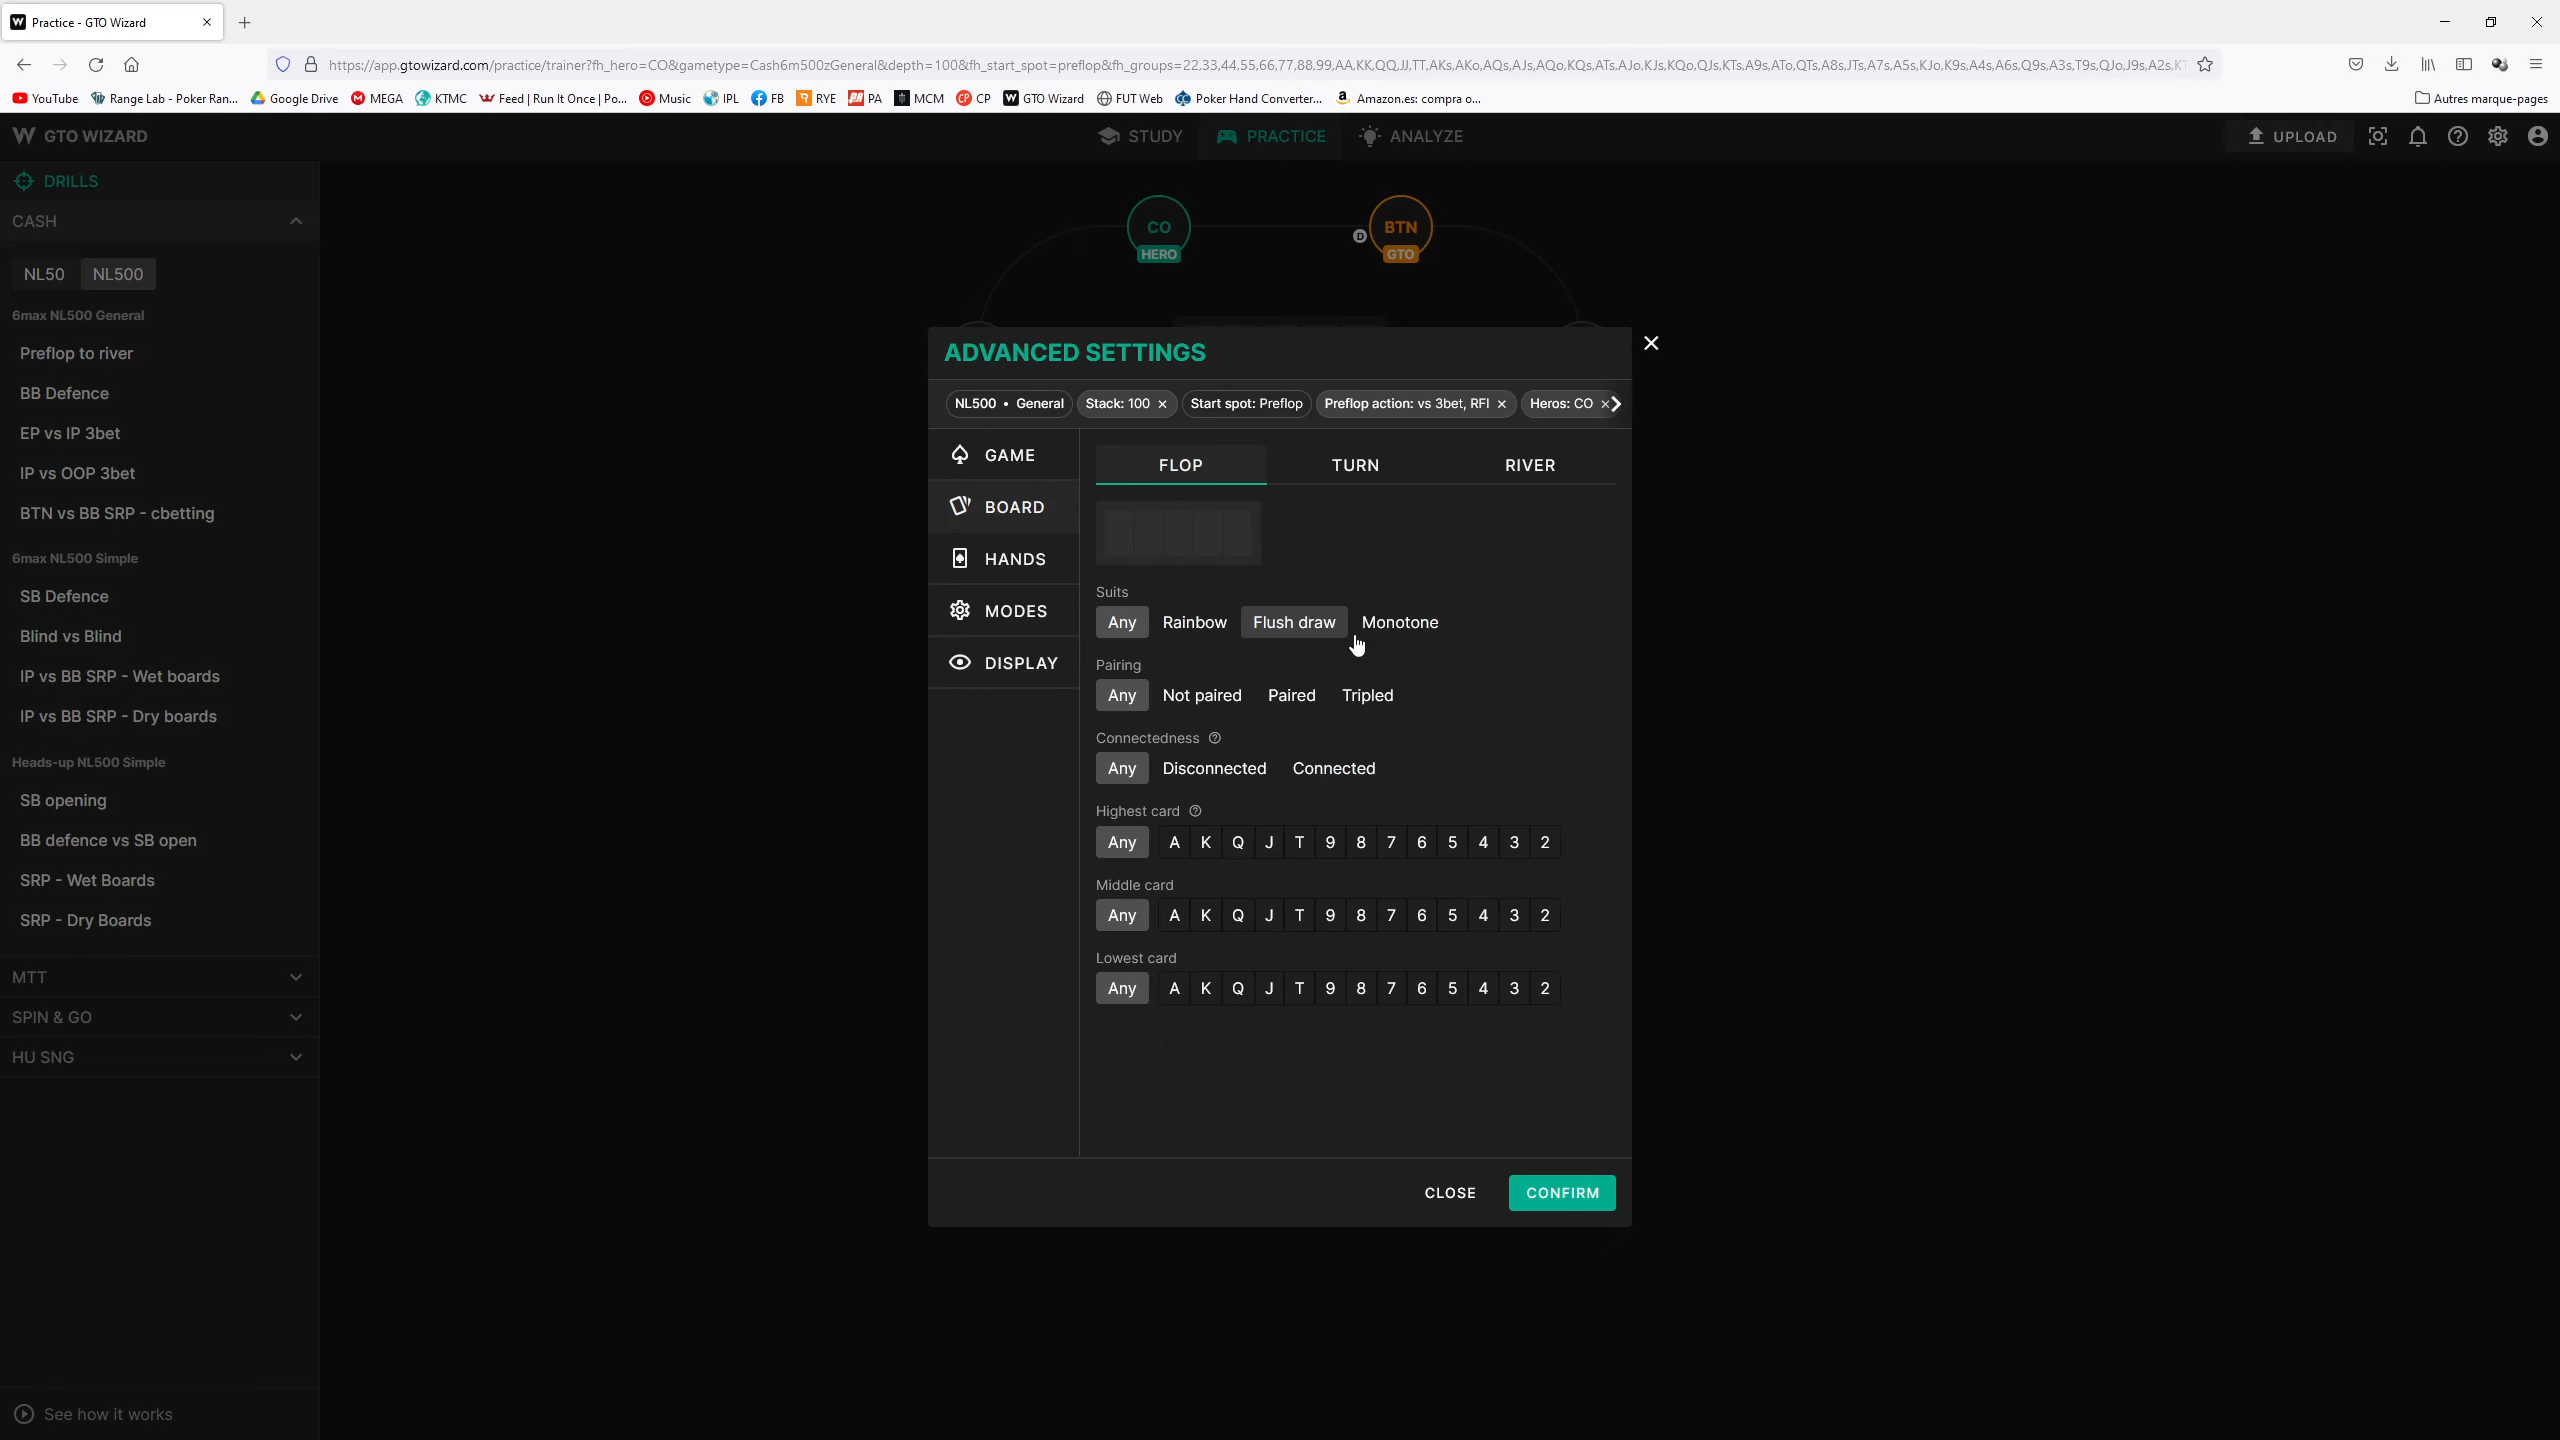 Practice - GTO Wizard
https://app.gtowizard.com/practice/trainer?fh_hero=CO&gametype=Cash6m500zGeneral&depth=100&fh_start_spot=preflop&fh_groups=22,33,44,55,66,77,88,99,AA,KK,QQ,JJ,TT,AKs,AKo,AQs,AJs,AQo,KQs,ATs,AJo,KJs,KQo,QJs,KTs,A9s,ATo,QTs,A8s,JTs,A7s,A5s,KJo,K9s,A4s,A6s,Q9s,A3s,T9s,QJo,J9s,A2s,KT
YouTube Range Lab - Poker Ran... Google Drive MEGA KTMC Feed | Run It Once | Po... Music IPL FB RYE PA MCM CP GTO Wizard FUT Web Poker Hand Converter... Amazon.es: compra o... Autres marque-pages
GTO WIZARD STUDY PRACTICE ANALYZE UPLOAD
DRILLS
CASH
NL50 NL500
6max NL500 General
Preflop to river
BB Defence
EP vs IP 3bet
IP vs OOP 3bet
BTN vs BB SRP - cbetting
6max NL500 Simple
SB Defence
Blind vs Blind
IP vs BB SRP - Wet boards
IP vs BB SRP - Dry boards
Heads-up NL500 Simple
SB opening
BB defence vs SB open
SRP - Wet Boards
SRP - Dry Boards
MTT
SPIN & GO
HU SNG
See how it works
CO
HERO
D
BTN
GTO
ADVANCED SETTINGS
NL500 • General Stack: 100 Start spot: Preflop Preflop action: vs 3bet, RFI Heros: CO
GAME
BOARD
HANDS
MODES
DISPLAY
FLOP TURN RIVER
Suits
Any Rainbow Flush draw Monotone
Pairing
Any Not paired Paired Tripled
Connectedness
Any Disconnected Connected
Highest card
Any A K Q J T 9 8 7 6 5 4 3 2
Middle card
Any A K Q J T 9 8 7 6 5 4 3 2
Lowest card
Any A K Q J T 9 8 7 6 5 4 3 2
CLOSE CONFIRM